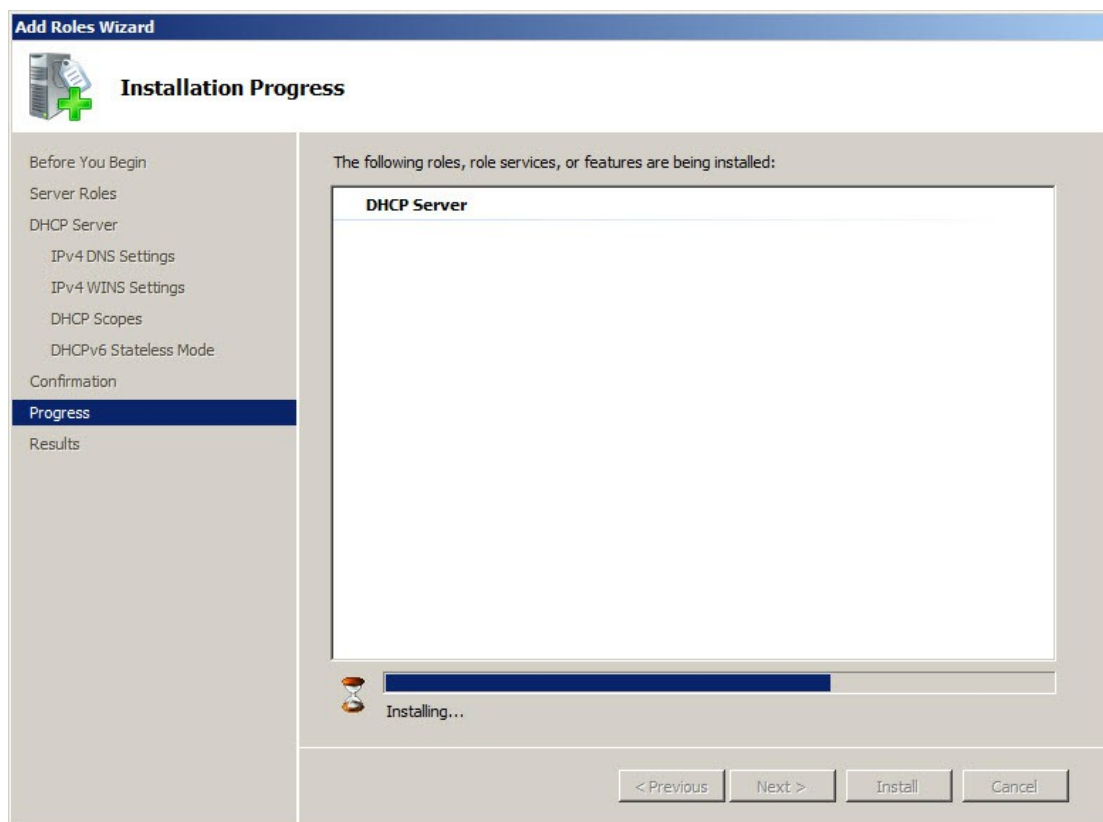 Add Roles Wizard
Installation Progress
Before You Begin
Server Roles
DHCP Server
IPv4 DNS Settings
IPv4 WINS Settings
DHCP Scopes
DHCPv6 Stateless Mode
Confirmation
Progress
Results
The following roles, role services, or features are being installed:
DHCP Server
Installing...
< Previous
Next >
Install
Cancel